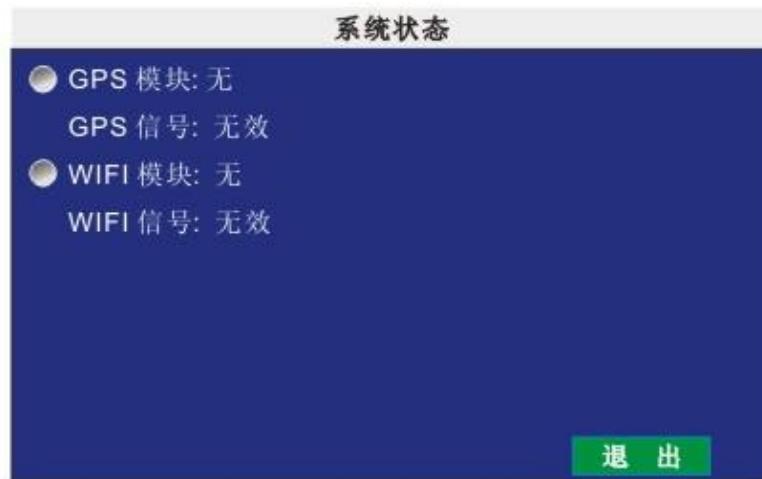 系统状态
GPS 模块: 无
GPS 信号: 无效
WIFI 模块: 无
WIFI 信号: 无效
退 出